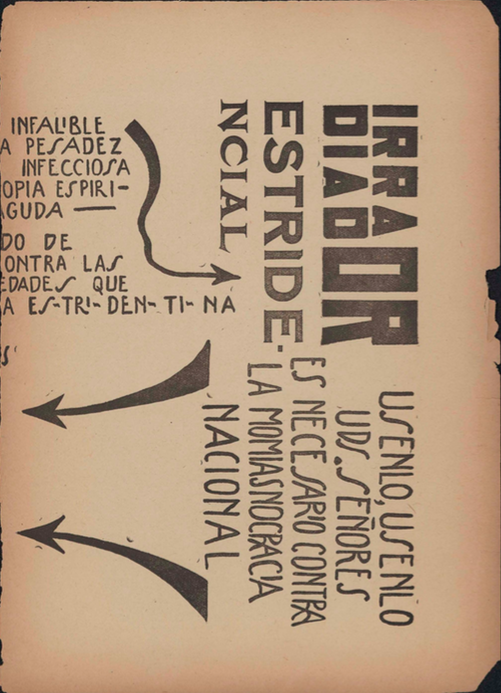 IRRA
DIADOR
ESTRIDE-
NCIAL
USENLO, USENLO
UDS. SEÑORES
ES NECESARIO CONTRA
LA MOMIASNOCRACIA
NACIONAL
INFALIBLE
A PESADEZ
INFECCIOSA
OPIA ESPIRI-
AGUDA —
DO DE
ONTRA LAS
EDADES QUE
A ES-TRI-DEN-TI-NA
S